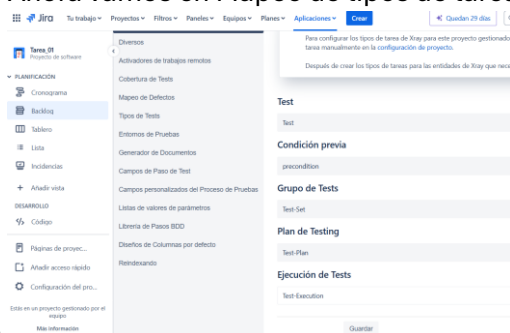 Ahora vamos en Mapeo de tipos de tarea
Jira
Tu trabajo
Proyectos
Filtros
Paneles
Equipos
Planes
Aplicaciones
Crear
Quedan 29 días
Tarea_01
Proyecto de software
PLANIFICACIÓN
Cronograma
Backlog
Tablero
Lista
Incidencias
Añadir vista
DESARROLLO
Código
Páginas de proyec...
Añadir acceso rápido
Configuración del pro...
Estás en un proyecto gestionado por el
equipo
Más información
Diversos
Activadores de trabajos remotos
Cobertura de Tests
Mapeo de Defectos
Tipos de Tests
Entornos de Pruebas
Generador de Documentos
Campos de Paso de Test
Campos personalizados del Proceso de Pruebas
Listas de valores de parámetros
Librería de Pasos BDD
Diseños de Columnas por defecto
Reindexando
Para configurar los tipos de tarea de Xray para este proyecto gestionado
tarea manualmente en la configuración de proyecto.
Después de crear los tipos de tareas para las entidades de Xray que nece
Test
Test
Condición previa
precondition
Grupo de Tests
Test-Set
Plan de Testing
Test-Plan
Ejecución de Tests
Test-Execution
Guardar